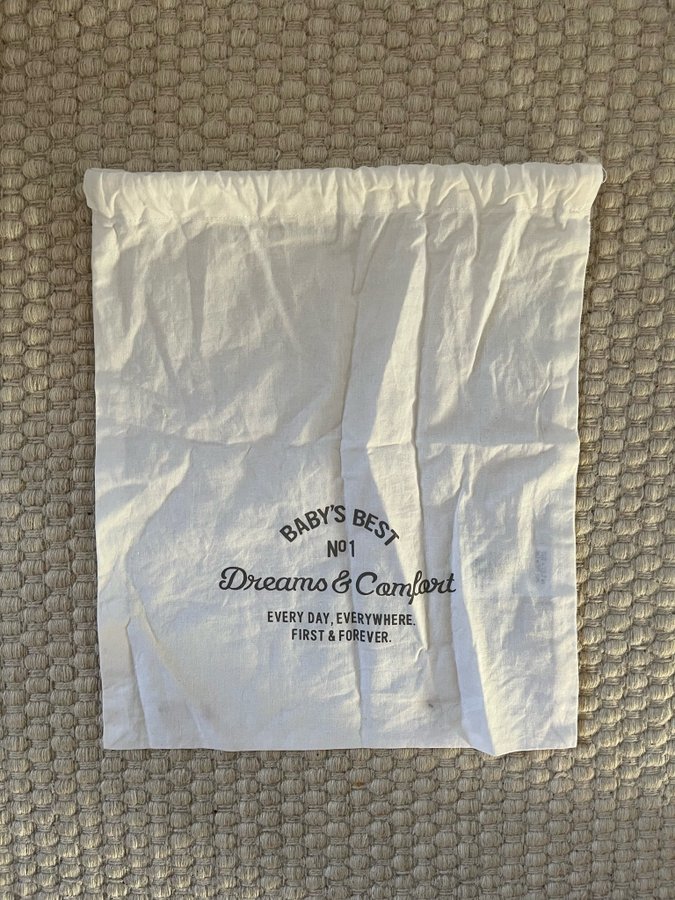 BABY'S BEST
Nº1
Dreams & Comfort
EVERY DAY, EVERYWHERE.
FIRST & FOREVER.